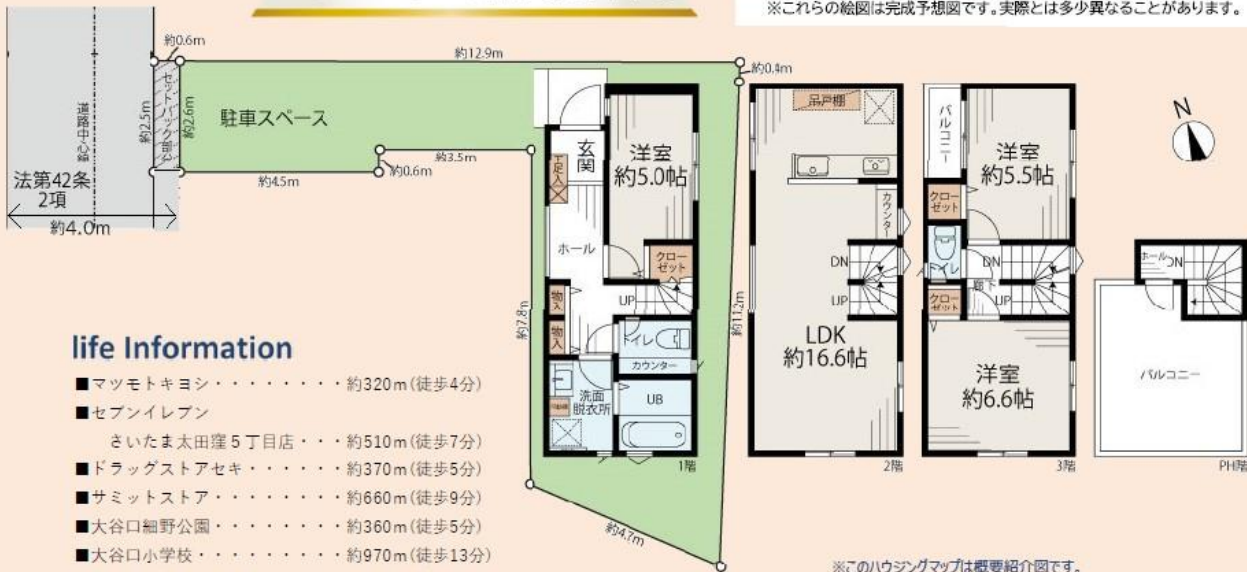 ※これらの絵図は完成予想図です。実際とは多少異なることがあります。
約0.6m
約12.9m
約0.4m
道路中心線
約2.5m
セットバック部分
約2.6m
駐車スペース
法第42条
2項
約4.0m
約4.5m
約0.6m
約3.5m
約7.8m
約11.2m
約4.7m
玄関
下足入
洋室
約5.0帖
ホール
クローゼット
物入
UP
物入
トイレ
カウンター
洗面
脱衣所
UB
1階
吊戸棚
カウンター
DN
UP
LDK
約16.6帖
2階
バルコニー
洋室
約5.5帖
クローゼット
トイレ
DN
廊下
クローゼット
UP
洋室
約6.6帖
3階
N
ホール
DN
バルコニー
PH階
life Information
■マツモトキヨシ・・・・・・・・約320m(徒歩4分)
■セブンイレブン
さいたま太田窪5丁目店・・・約510m(徒歩7分)
■ドラッグストアセキ・・・・・・約370m(徒歩5分)
■サミットストア・・・・・・・・約660m(徒歩9分)
■大谷口細野公園・・・・・・・・約360m(徒歩5分)
■大谷口小学校・・・・・・・・・約970m(徒歩13分)
※このハウジングマップは概要紹介図です。